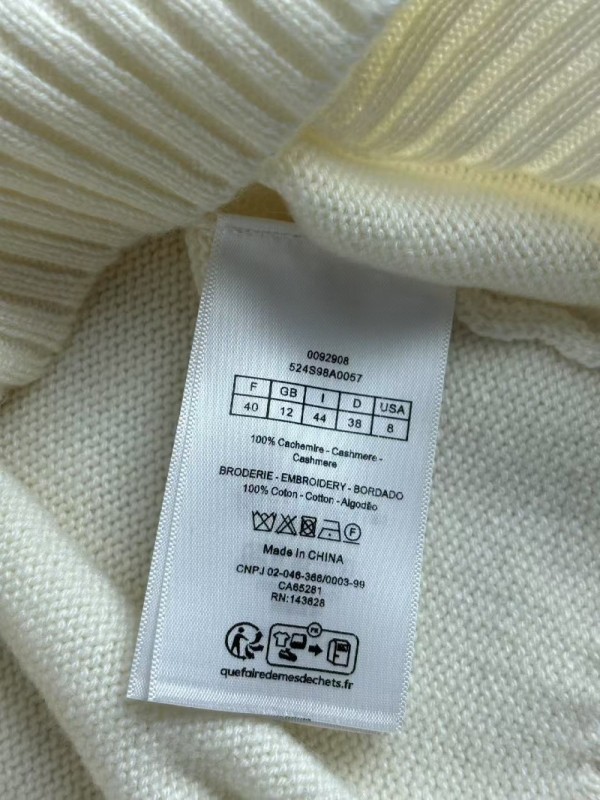 0092908
524S98A0057
F GB I D USA
40 12 44 38 8
100% Cachemire - Cashmere -
Cashmere
BRODERIE - EMBROIDERY - BORDADO
100% Coton - Cotton - Algodão
F
Made in CHINA
CNPJ 02-046-366/0003-99
CA65281
RN:143628
FR
quefairedemesdechets.fr